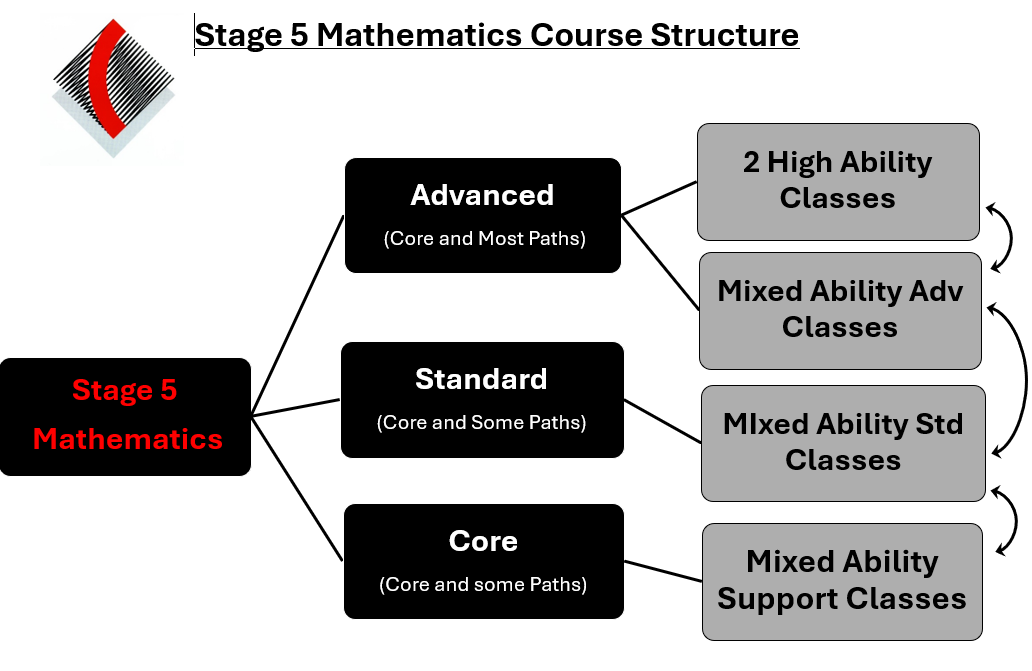 Stage 5 Mathematics Course Structure
2 High Ability
Classes
Advanced
(Core and Most Paths)
Mixed Ability Adv
Classes
Stage 5
Mathematics
Standard
(Core and Some Paths)
MIxed Ability Std
Classes
Core
(Core and some Paths)
Mixed Ability
Support Classes